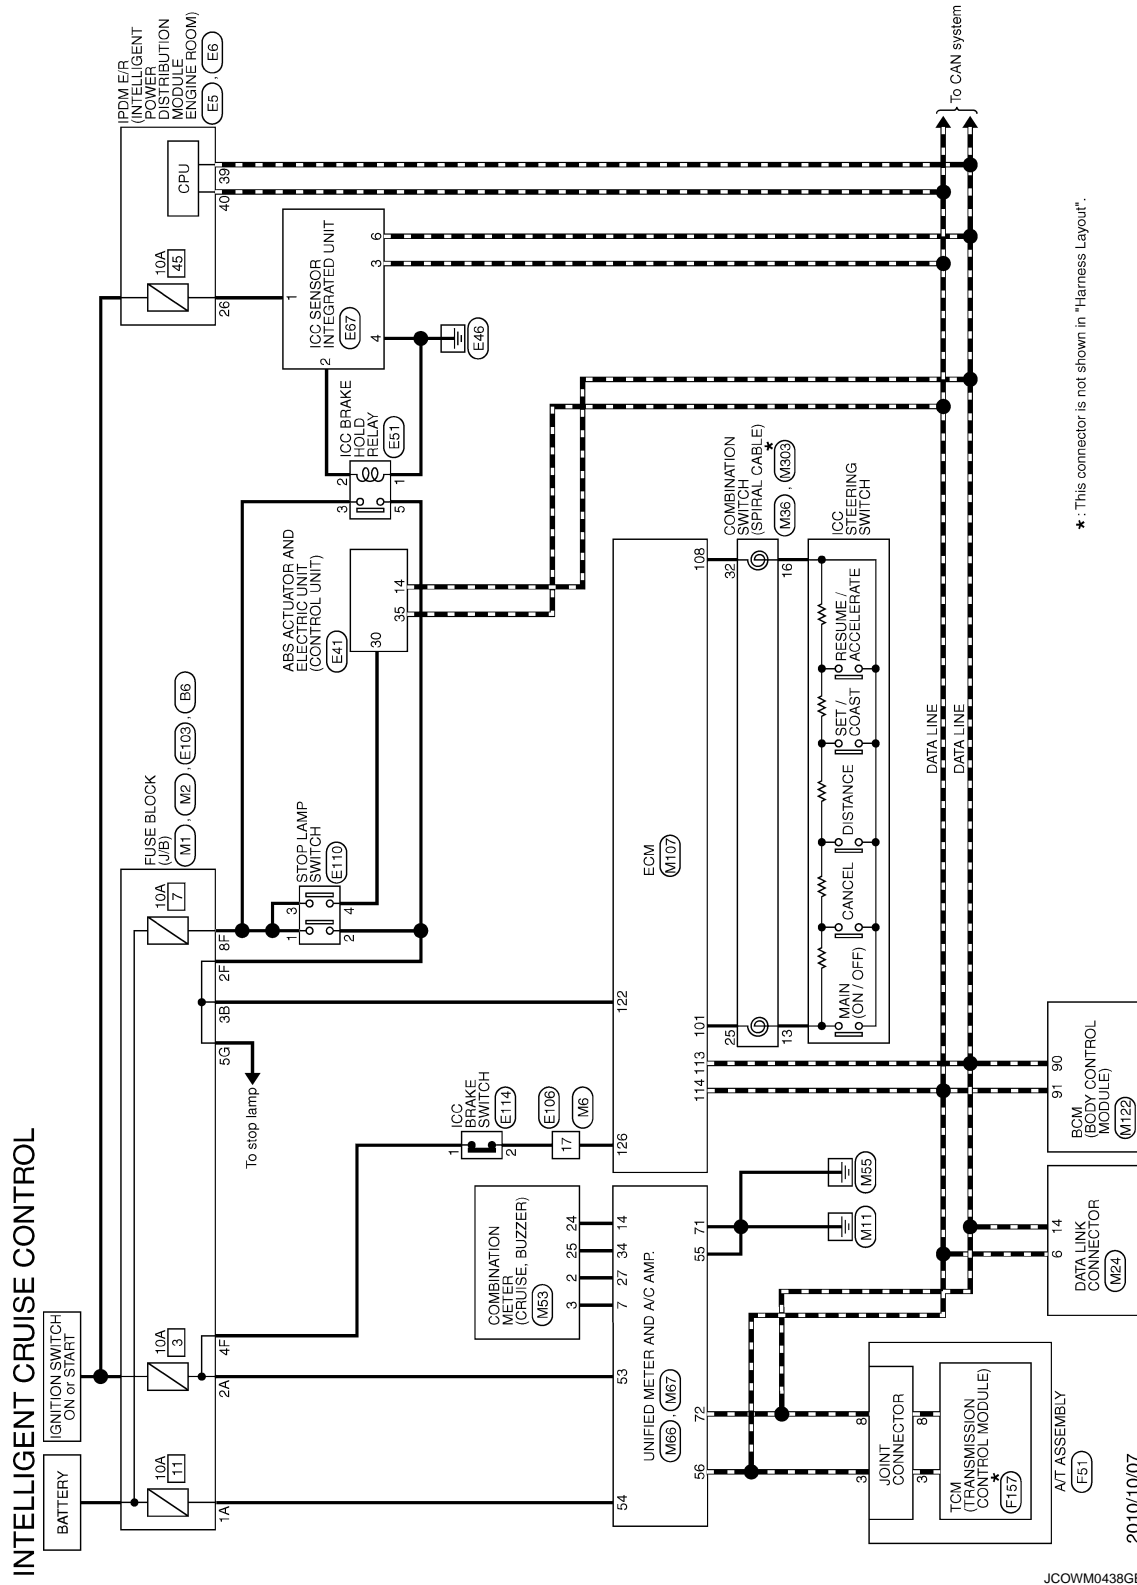 INTELLIGENT CRUISE CONTROL
BATTERY
IGNITION SWITCH
ON or START
10A
11
10A
3
10A
7
FUSE BLOCK
(J/B)
M1 , M2 , E103 , B6
10A
45
CPU
IPDM E/R
(INTELLIGENT
POWER
DISTRIBUTION
MODULE
ENGINE ROOM)
E5 , E6
1A
2A
4F
5G
3B
2F
8F
26
40
39
To stop lamp
STOP LAMP
SWITCH
E110
1
3
2
4
ABS ACTUATOR AND
ELECTRIC UNIT
(CONTROL UNIT)
E41
30
35
14
ICC BRAKE
HOLD
RELAY
E51
3
2
5
1
ICC SENSOR
INTEGRATED UNIT
E67
1
2
4
3
6
E46
ICC
BRAKE
SWITCH
E114
1
2
E106
M6
17
COMBINATION
METER
(CRUISE, BUZZER)
M53
3
2
25
24
7
27
34
14
54
53
UNIFIED METER AND A/C AMP.
M66 , M67
56
72
55
71
M11
M55
126
122
ECM
M107
114
113
101
108
25
32
COMBINATION
SWITCH
(SPIRAL CABLE)
M36 , M303
*
13
16
ICC
STEERING
SWITCH
MAIN
(ON / OFF)
CANCEL
DISTANCE
SET /
COAST
RESUME /
ACCELERATE
DATA LINE
DATA LINE
To CAN system
3
8
JOINT
CONNECTOR
3
8
TCM
(TRANSMISSION
CONTROL MODULE)
*
F157
A/T ASSEMBLY
F51
6
14
DATA LINK
CONNECTOR
M24
91
90
BCM
(BODY CONTROL
MODULE)
M122
* : This connector is not shown in "Harness Layout".
2010/10/07
JCOWM0438GE